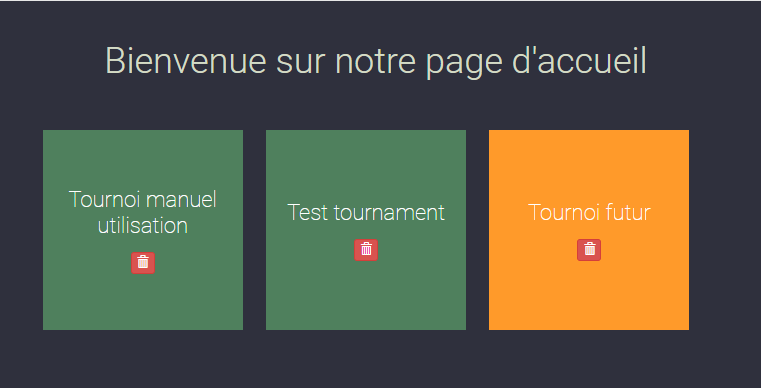 Bienvenue sur notre page d'accueil
Tournoi manuel
utilisation
Test tournament
Tournoi futur